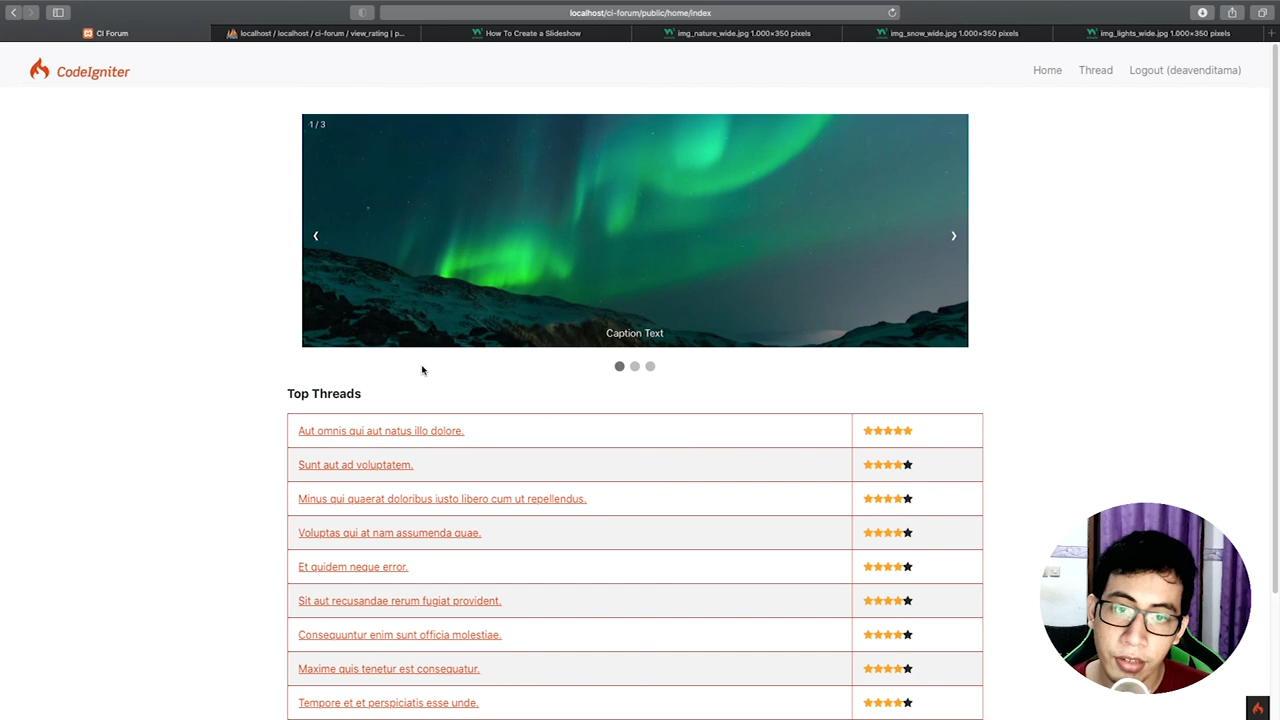 localhost/ci-forum/public/home/index
CI Forum
localhost / localhost / ci-forum / view_rating | p...
How To Create a Slideshow
img_nature_wide.jpg 1.000×350 pixels
img_snow_wide.jpg 1.000×350 pixels
img_lights_wide.jpg 1.000×350 pixels
CodeIgniter
Home
Thread
Logout (deavenditama)
1 / 3
❮
❯
Caption Text
Top Threads
Aut omnis qui aut natus illo dolore.
Sunt aut ad voluptatem.
Minus qui quaerat doloribus iusto libero cum ut repellendus.
Voluptas qui at nam assumenda quae.
Et quidem neque error.
Sit aut recusandae rerum fugiat provident.
Consequuntur enim sunt officia molestiae.
Maxime quis tenetur est consequatur.
Tempore et et perspiciatis esse unde.